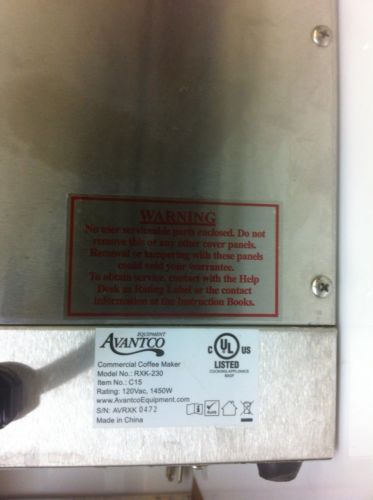 WARNING
No user serviceable parts enclosed. Do not
remove this or any other cover panels.
Removal or tampering with these panels
could void your warrantee.
To obtain service, contact with the Help
Desk as Rating Label or the contact
information at the Instruction Books.
EQUIPMENT
AVANTCO
Commercial Coffee Maker
Model No.: RXK-230
Item No.: C15
Rating: 120Vac, 1450W
www.AvantcoEquipment.com
S/N: AVRXK 0472
Made in China
C UL US
LISTED
COOKING APPLIANCE